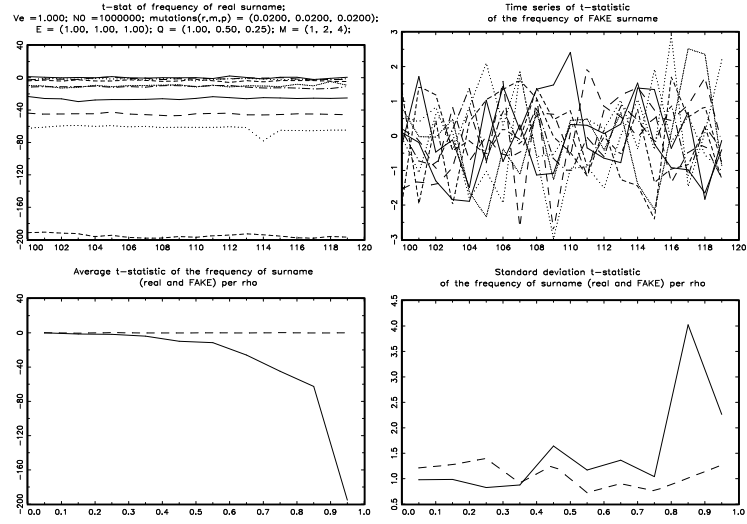 t-stat of frequency of real surname;
Ve =1.000; N0 =1000000; mutations(r,m,p) = (0.0200, 0.0200, 0.0200);
E = (1.00, 1.00, 1.00); Q = (1.00, 0.50, 0.25); M = (1, 2, 4);
40
0
-40
-80
-120
-160
-200
100 102 104 106 108 110 112 114 116 118 120
Time series of t-statistic
of the frequency of FAKE surname
3
2
1
0
-1
-2
-3
100 102 104 106 108 110 112 114 116 118 120
Average t-statistic of the frequency of surname
(real and FAKE) per rho
40
0
-40
-80
-120
-160
-200
0.0 0.1 0.2 0.3 0.4 0.5 0.6 0.7 0.8 0.9 1.0
Standard deviation t-statistic
of the frequency of surname (real and FAKE) per rho
4.5
4.0
3.5
3.0
2.5
2.0
1.5
1.0
0.5
0.0 0.1 0.2 0.3 0.4 0.5 0.6 0.7 0.8 0.9 1.0